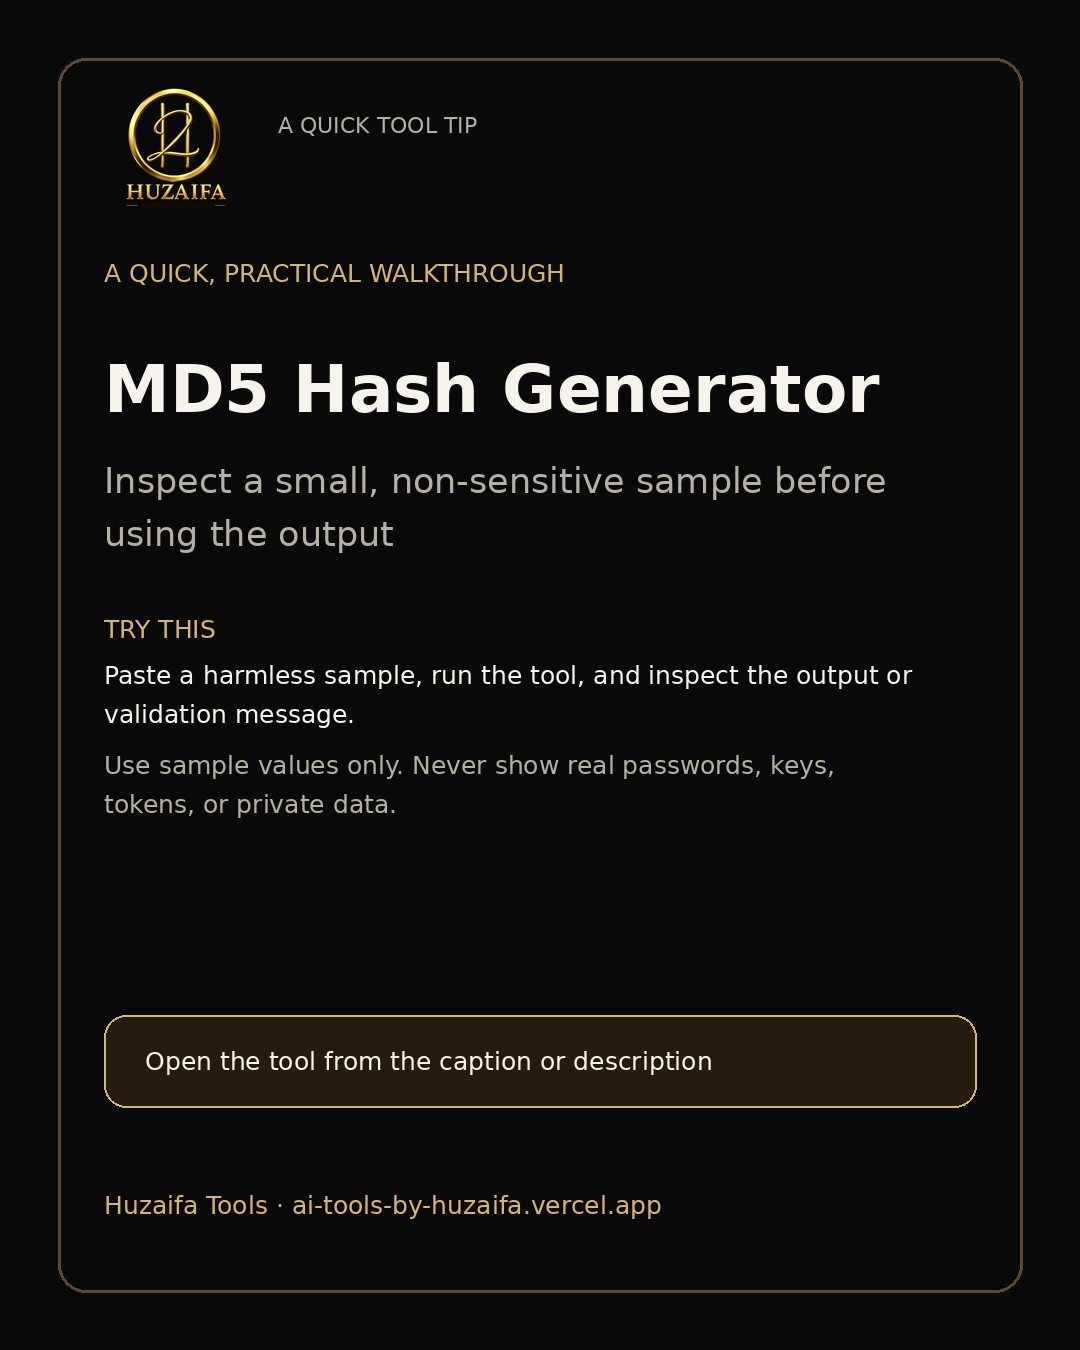 HUZAIFA
A QUICK TOOL TIP
A QUICK, PRACTICAL WALKTHROUGH
MD5 Hash Generator
Inspect a small, non-sensitive sample before
using the output
TRY THIS
Paste a harmless sample, run the tool, and inspect the output or
validation message.
Use sample values only. Never show real passwords, keys,
tokens, or private data.
Open the tool from the caption or description
Huzaifa Tools · ai-tools-by-huzaifa.vercel.app